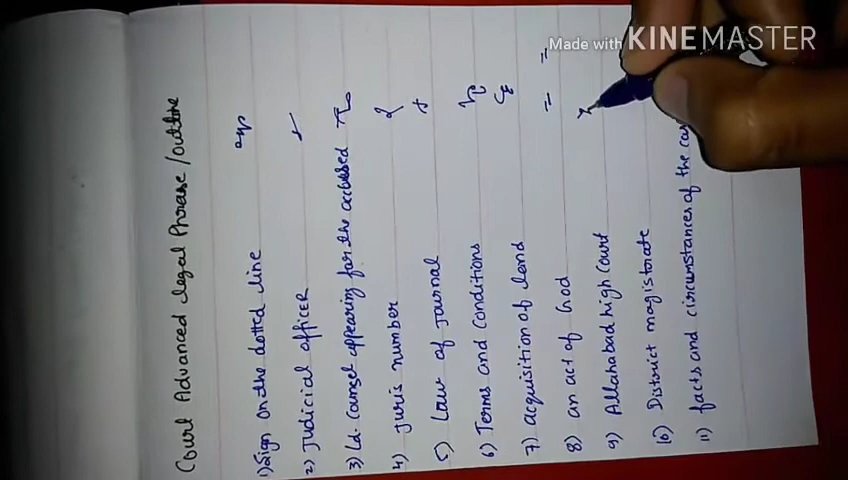 Court Advanced legal Phrase/outline
1) Sign on the dotted line
2) Judicial officer
3) Ld. Counsel appearing for the accused
4) juris number
5) Law of Journal
6) Terms and conditions
7) acquisition of land
8) an act of God
9) Allahabad high court
10) District magistrate
11) facts and circumstances of the
Made with KINEMASTER